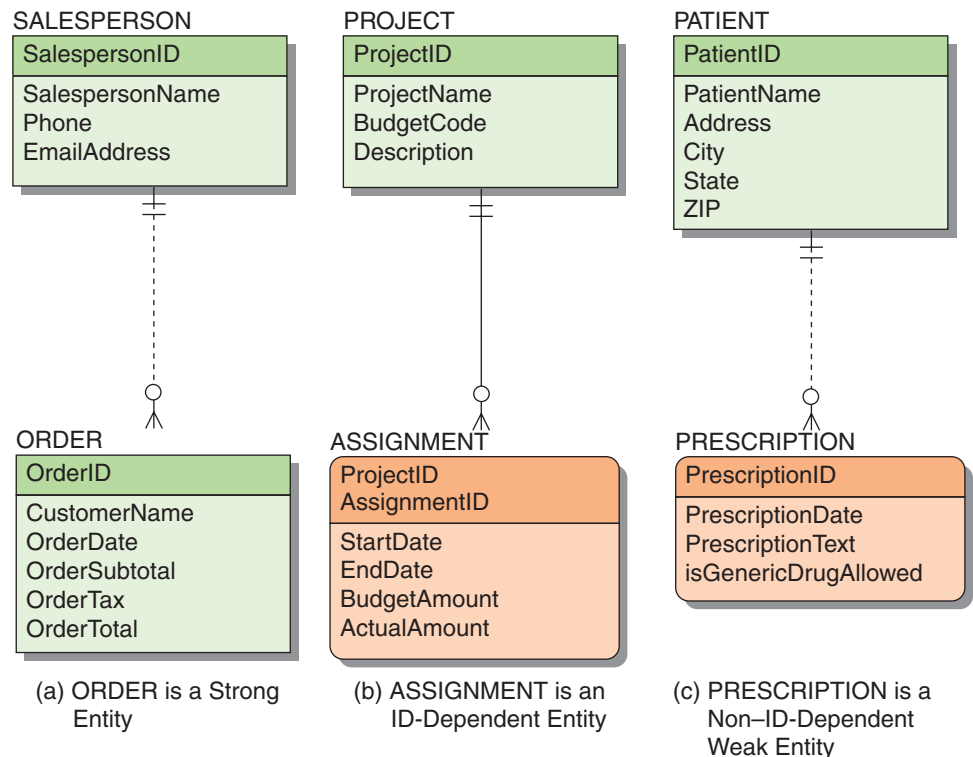 SALESPERSON
SalespersonID
SalespersonName
Phone
EmailAddress
ORDER
OrderID
CustomerName
OrderDate
OrderSubtotal
OrderTax
OrderTotal
(a) ORDER is a Strong
Entity
PROJECT
ProjectID
ProjectName
BudgetCode
Description
ASSIGNMENT
ProjectID
AssignmentID
StartDate
EndDate
BudgetAmount
ActualAmount
(b) ASSIGNMENT is an
ID-Dependent Entity
PATIENT
PatientID
PatientName
Address
City
State
ZIP
PRESCRIPTION
PrescriptionID
PrescriptionDate
PrescriptionText
isGenericDrugAllowed
(c) PRESCRIPTION is a
Non–ID-Dependent
Weak Entity